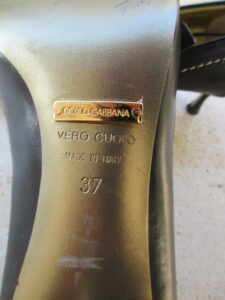 DOLCE & GABBANA
VERO CUOIO
MADE IN ITALY
37